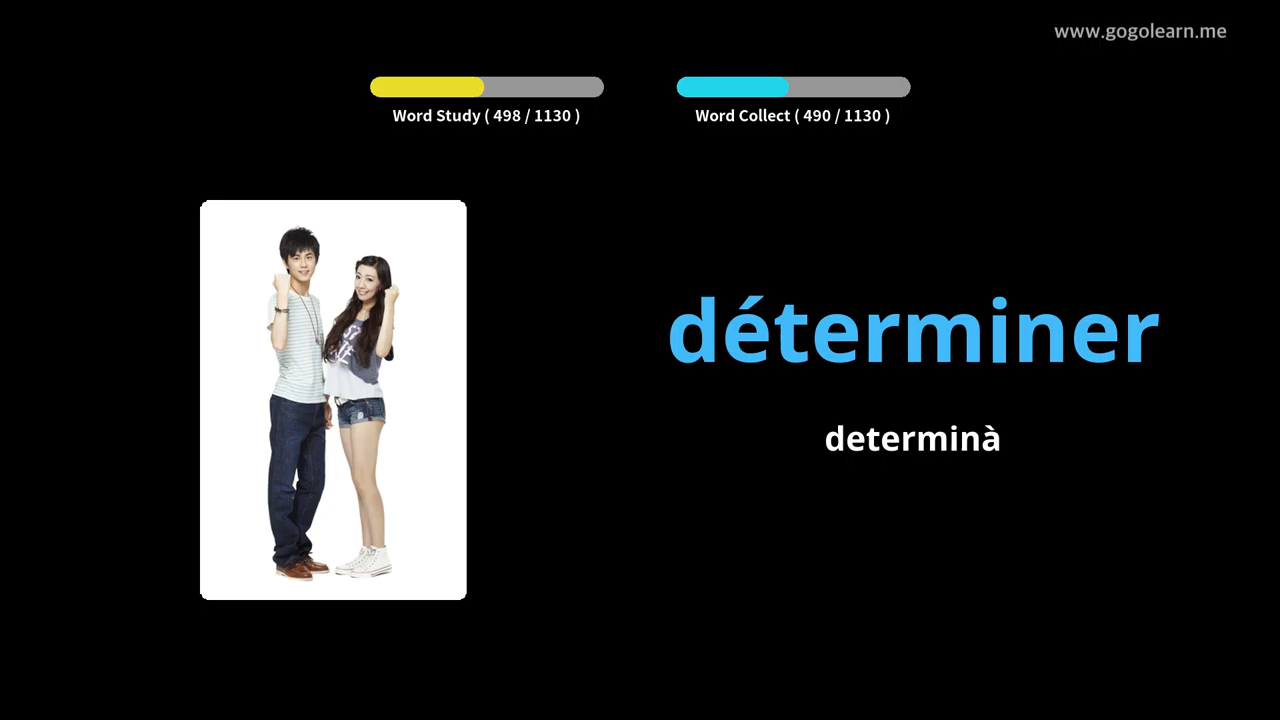 www.gogolearn.me
Word Study ( 498 / 1130 )
Word Collect ( 490 / 1130 )
déterminer
determinà